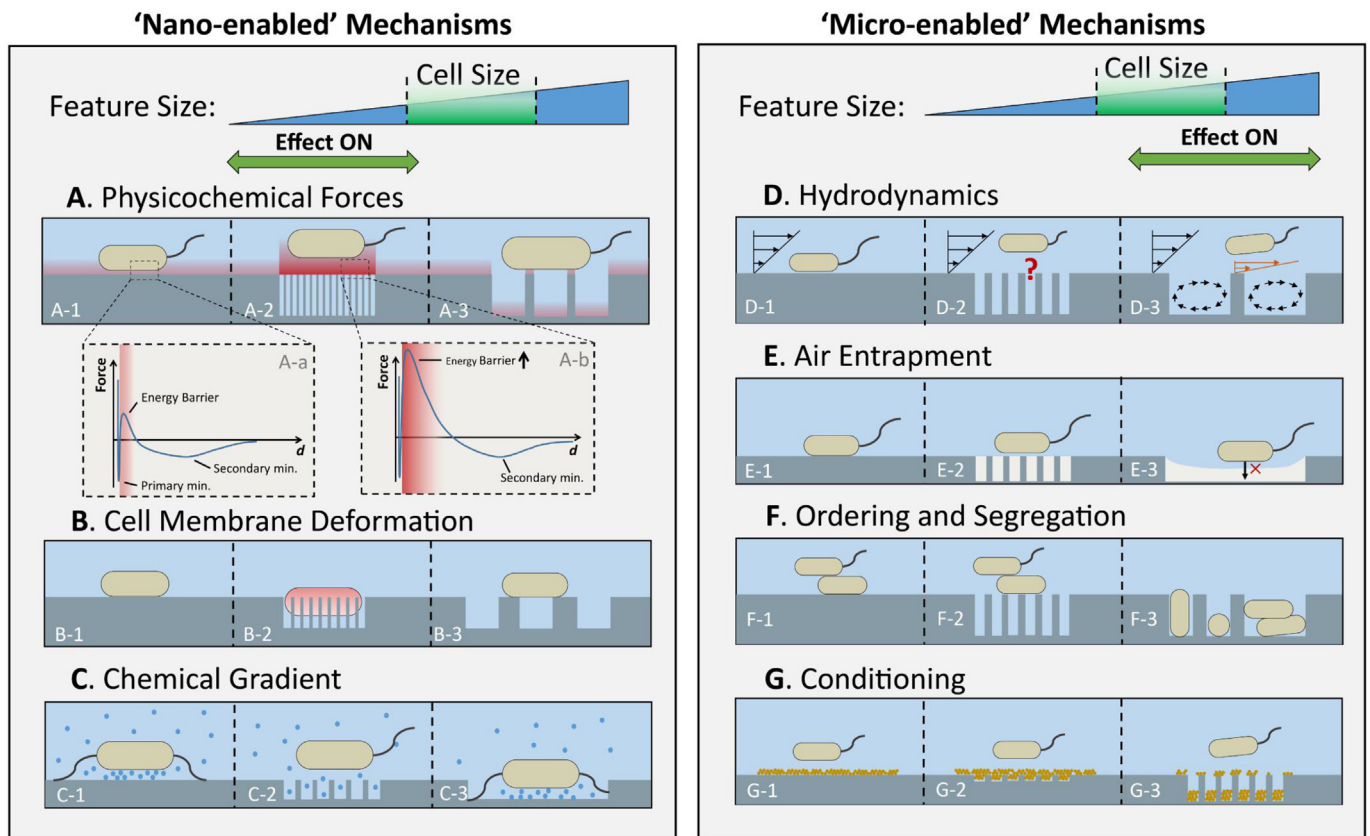 'Nano-enabled' Mechanisms
Cell Size
Feature Size:
Effect ON
A. Physicochemical Forces
A-1
A-2
A-3
A-a
Force
Energy Barrier
d
Secondary min.
Primary min.
A-b
Force
Energy Barrier
d
Secondary min.
B. Cell Membrane Deformation
B-1
B-2
B-3
C. Chemical Gradient
C-1
C-2
C-3
'Micro-enabled' Mechanisms
Cell Size
Feature Size:
Effect ON
D. Hydrodynamics
?
D-1
D-2
D-3
E. Air Entrapment
E-1
E-2
E-3
F. Ordering and Segregation
F-1
F-2
F-3
G. Conditioning
G-1
G-2
G-3